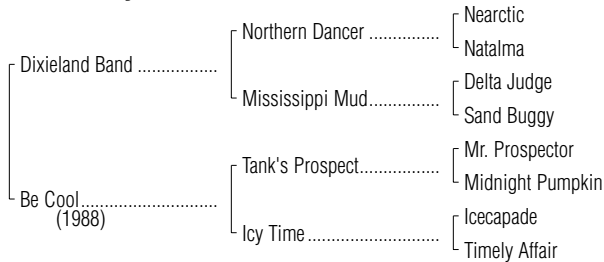 Nearctic
Northern Dancer ...............
Natalma
Dixieland Band .................
Delta Judge
Mississippi Mud...............
Sand Buggy
Mr. Prospector
Tank's Prospect.................
Midnight Pumpkin
Be Cool.............................
(1988)
Icecapade
Icy Time ............................
Timely Affair